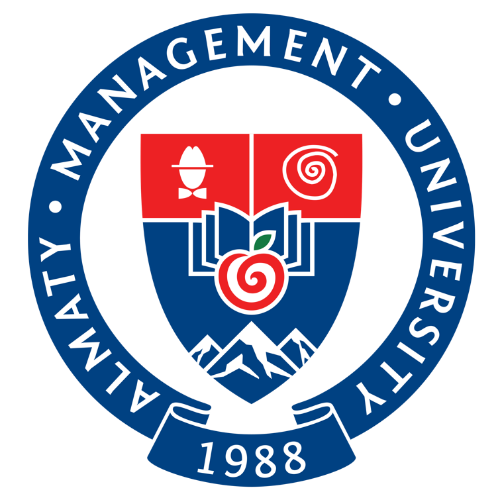 ALMATY • MANAGEMENT • UNIVERSITY
1988